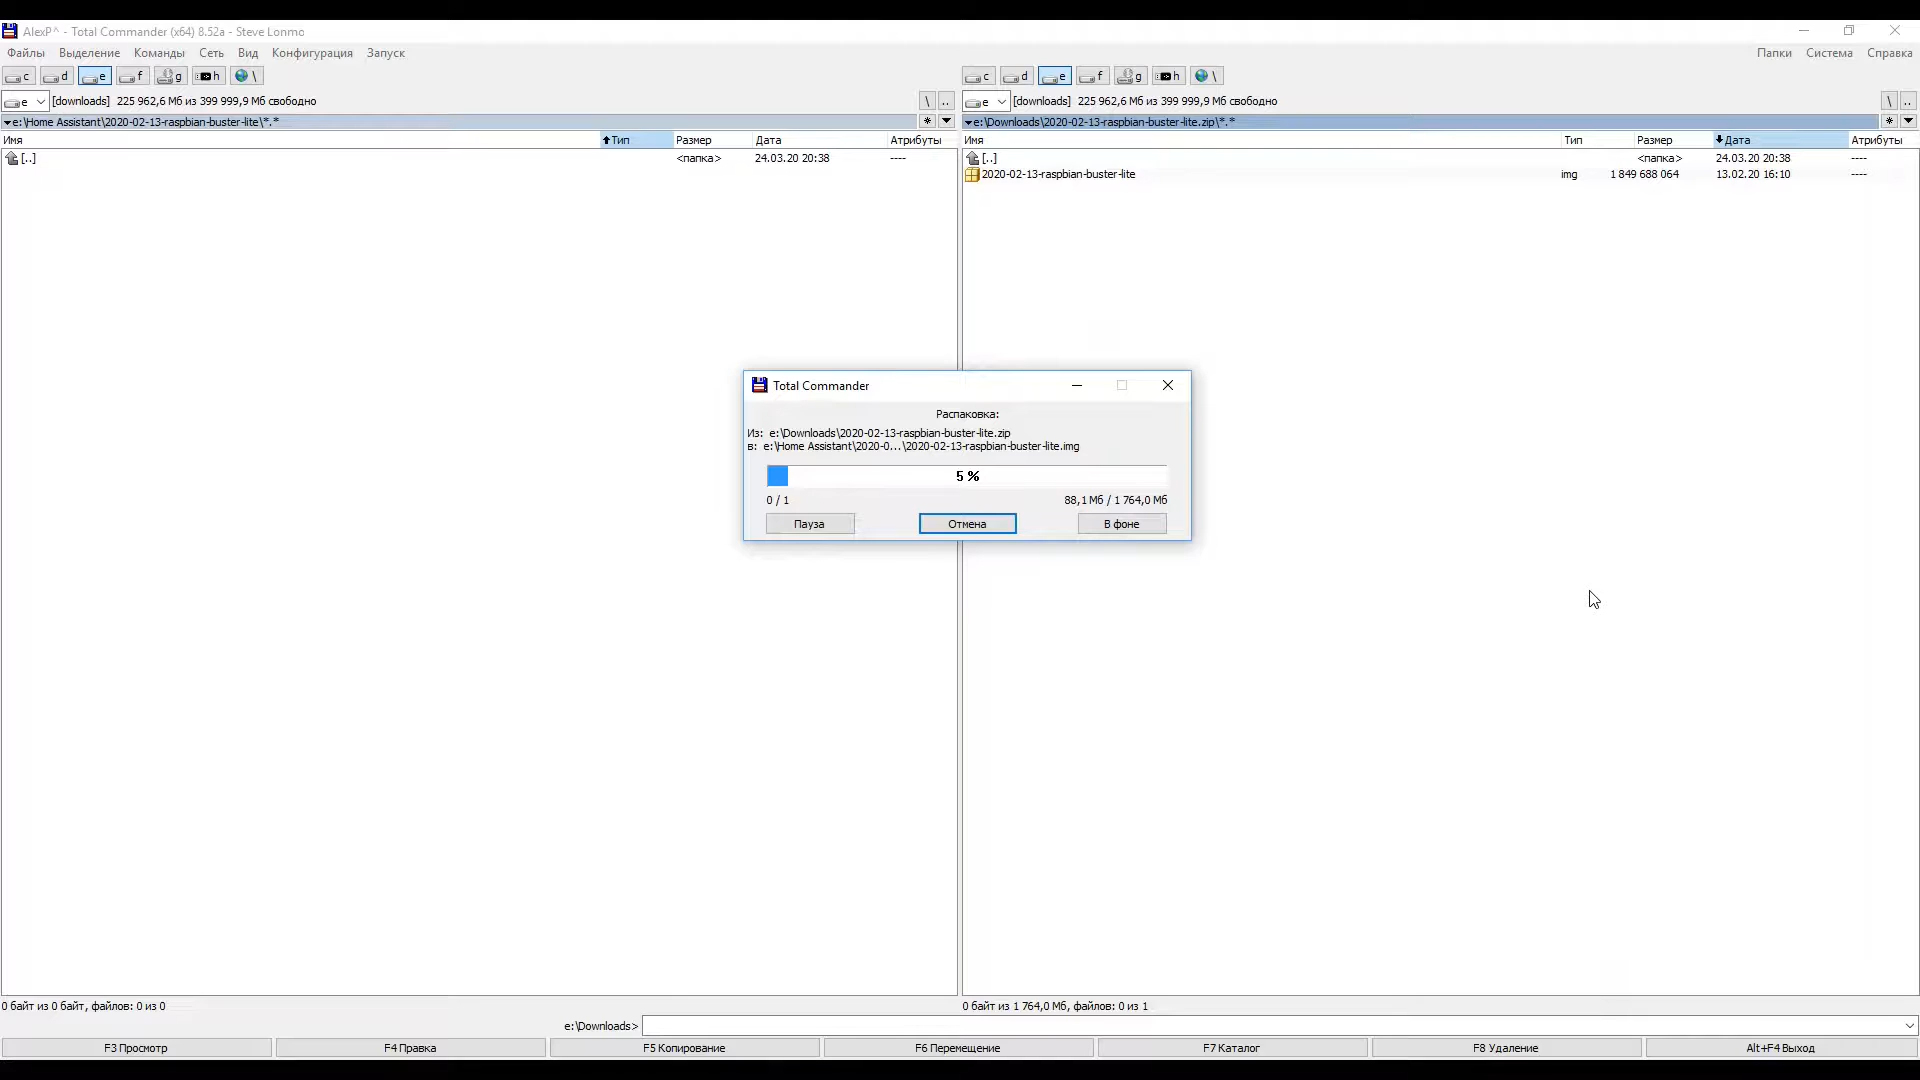 AlexP^ - Total Commander (x64) 8.52a - Steve Lonmo
Файлы Выделение Команды Сеть Вид Конфигурация Запуск Папки Система Справка
c d e f g h \
c d e f g h \
e [downloads] 225 962,6 Мб из 399 999,9 Мб свободно \ ..
e [downloads] 225 962,6 Мб из 399 999,9 Мб свободно \ ..
e:\Home Assistant\2020-02-13-raspbian-buster-lite\*.* *
e:\Downloads\2020-02-13-raspbian-buster-lite.zip\*.* *
Имя Тип Размер Дата Атрибуты
[..] <папка> 24.03.20 20:38 ----
Имя Тип Размер Дата Атрибуты
[..] <папка> 24.03.20 20:38 ----
2020-02-13-raspbian-buster-lite img 1 849 688 064 13.02.20 16:10 ----
Total Commander
Распаковка:
Из: e:\Downloads\2020-02-13-raspbian-buster-lite.zip
в: e:\Home Assistant\2020-0...\2020-02-13-raspbian-buster-lite.img
5 %
0 / 1 88,1 Мб / 1 764,0 Мб
Пауза Отмена В фоне
0 байт из 0 байт, файлов: 0 из 0
0 байт из 1 764,0 Мб, файлов: 0 из 1
e:\Downloads>
F3 Просмотр F4 Правка F5 Копирование F6 Перемещение F7 Каталог F8 Удаление Alt+F4 Выход